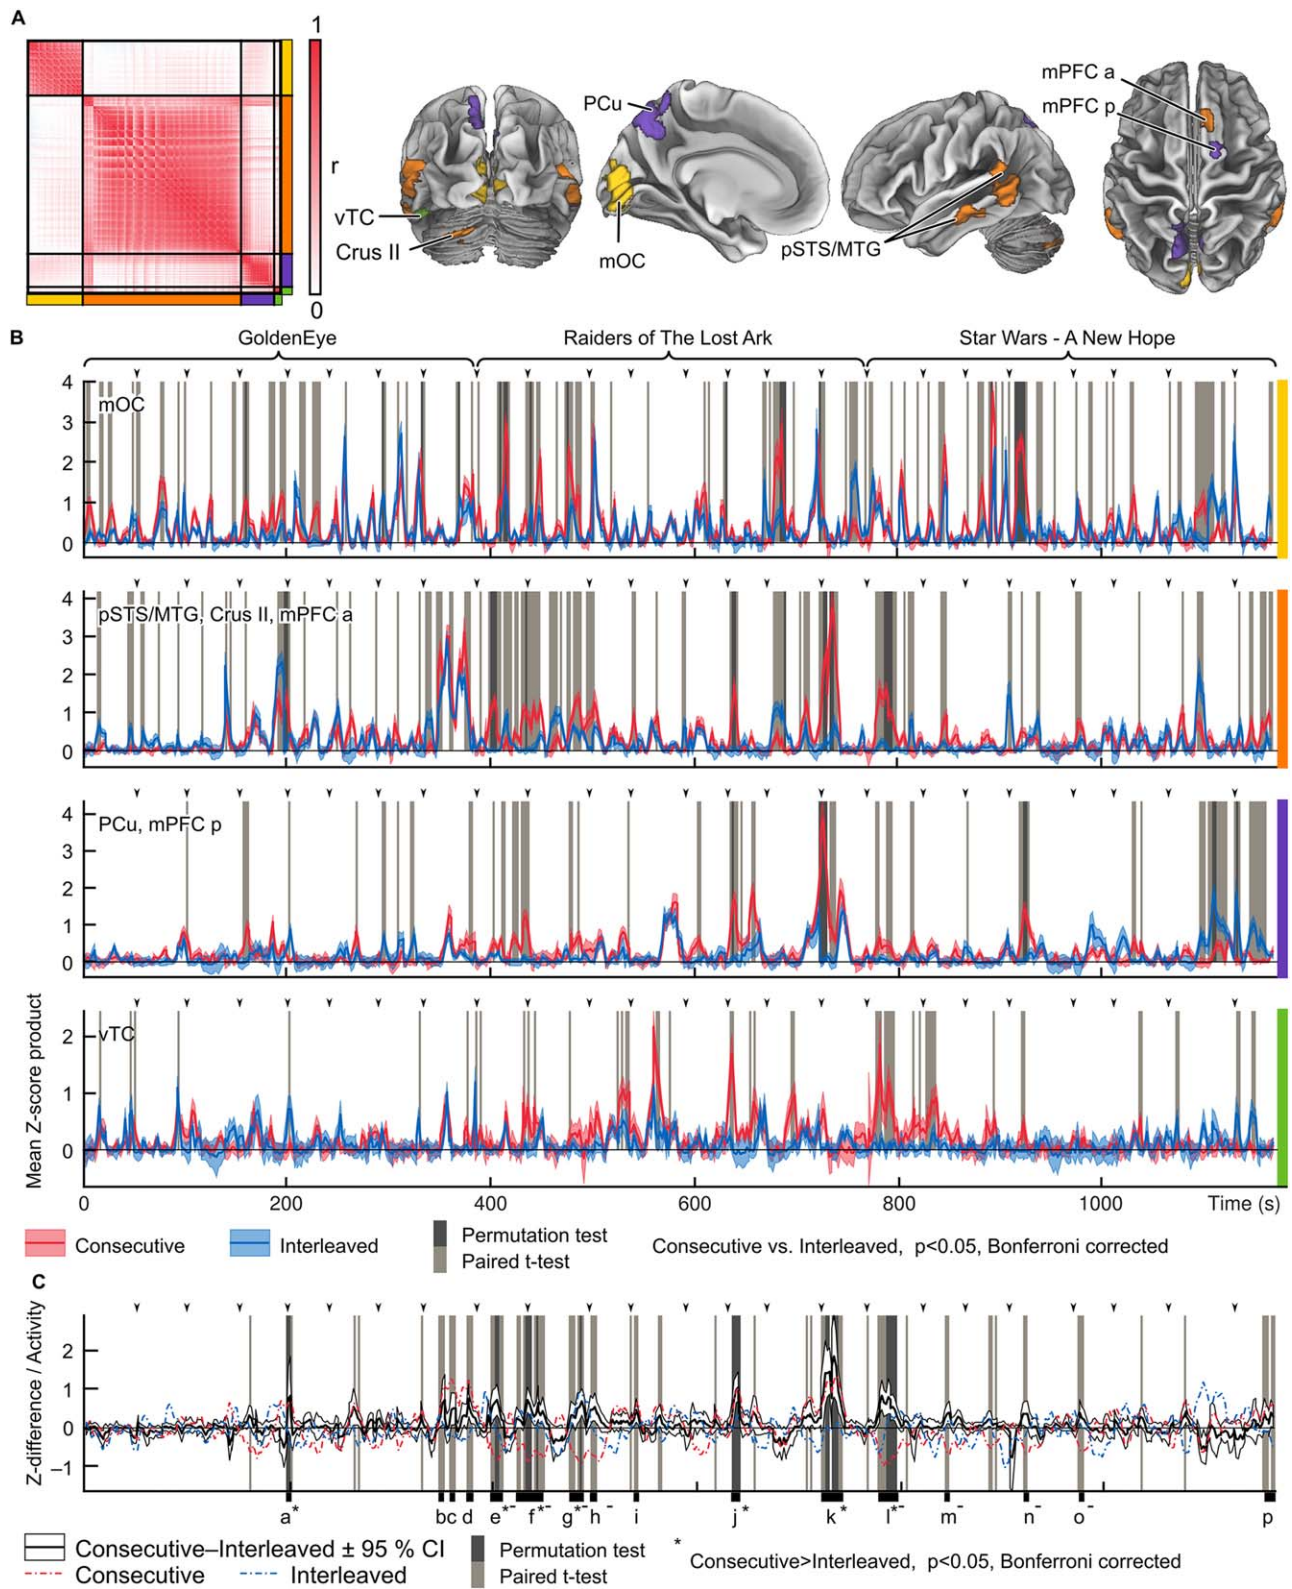 A
1
r
0
PCu
vTC
Crus II
mOC
pSTS/MTG
mPFC a
mPFC p
B
GoldenEye
Raiders of The Lost Ark
Star Wars - A New Hope
4
3
2
1
0
mOC
4
3
2
1
0
pSTS/MTG, Crus II, mPFC a
4
3
2
1
0
PCu, mPFC p
Mean Z-score product
2
1
0
vTC
0 200 400 600 800 1000 Time (s)
Consecutive
Interleaved
Permutation test
Paired t-test
Consecutive vs. Interleaved, p<0.05, Bonferroni corrected
C
Z-difference / Activity
2
1
0
–1
a* b c d e*- f*- g*- h- i j* k* l*- m- n- o- p
Consecutive–Interleaved ± 95 % CI
Consecutive
Interleaved
Permutation test
Paired t-test
* Consecutive>Interleaved, p<0.05, Bonferroni corrected